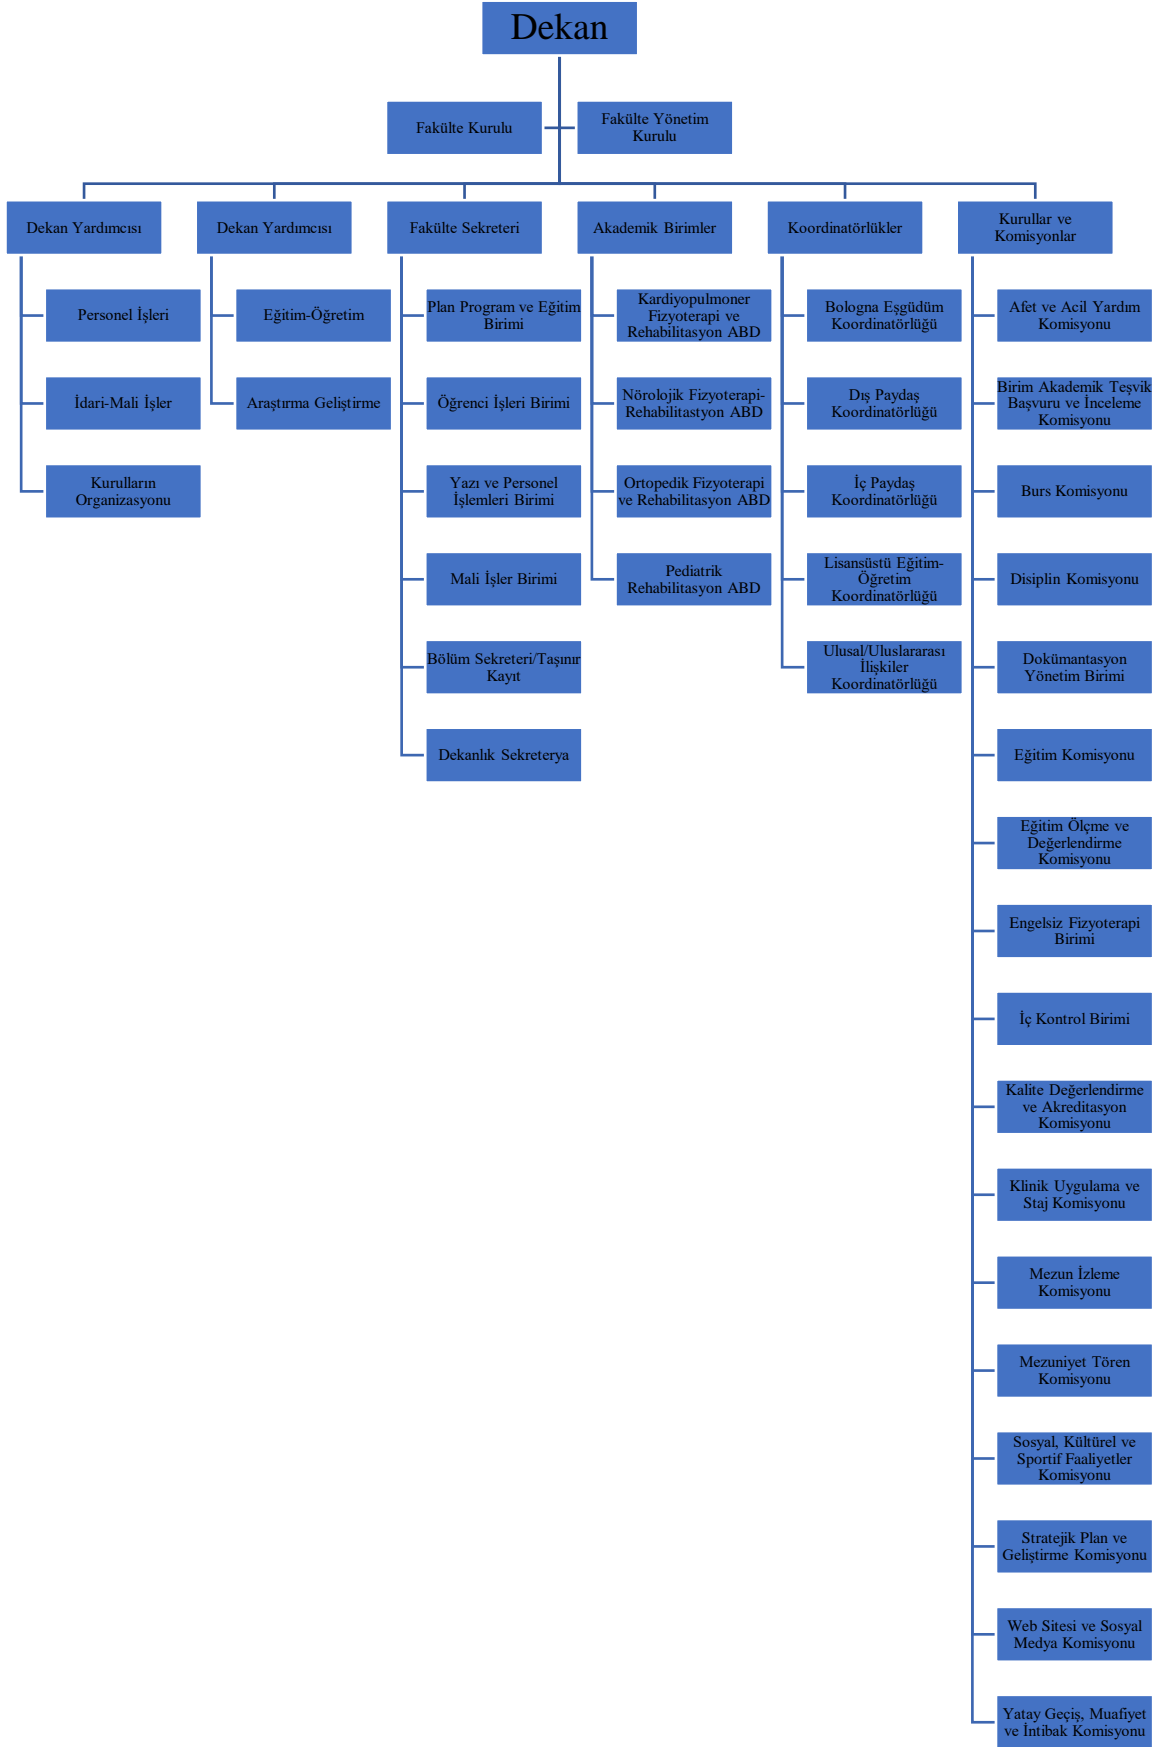 Dekan
Fakülte Kurulu
Fakülte Yönetim
Kurulu
Dekan Yardımcısı
Personel İşleri
İdari-Mali İşler
Kurulların
Organizasyonu
Dekan Yardımcısı
Eğitim-Öğretim
Araştırma Geliştirme
Fakülte Sekreteri
Plan Program ve Eğitim
Birimi
Öğrenci İşleri Birimi
Yazı ve Personel
İşlemleri Birimi
Mali İşler Birimi
Bölüm Sekreteri/Taşınır
Kayıt
Dekanlık Sekreterya
Akademik Birimler
Kardiyopulmoner
Fizyoterapi ve
Rehabilitasyon ABD
Nörolojik Fizyoterapi-
Rehabilitastyon ABD
Ortopedik Fizyoterapi
ve Rehabilitasyon ABD
Pediatrik
Rehabilitasyon ABD
Koordinatörlükler
Bologna Eşgüdüm
Koordinatörlüğü
Dış Paydaş
Koordinatörlüğü
İç Paydaş
Koordinatörlüğü
Lisansüstü Eğitim-
Öğretim
Koordinatörlüğü
Ulusal/Uluslararası
İlişkiler
Koordinatörlüğü
Kurullar ve
Komisyonlar
Afet ve Acil Yardım
Komisyonu
Birim Akademik Teşvik
Başvuru ve İnceleme
Komisyonu
Burs Komisyonu
Disiplin Komisyonu
Dokümantasyon
Yönetim Birimi
Eğitim Komisyonu
Eğitim Ölçme ve
Değerlendirme
Komisyonu
Engelsiz Fizyoterapi
Birimi
İç Kontrol Birimi
Kalite Değerlendirme
ve Akreditasyon
Komisyonu
Klinik Uygulama ve
Staj Komisyonu
Mezun İzleme
Komisyonu
Mezuniyet Tören
Komisyonu
Sosyal, Kültürel ve
Sportif Faaliyetler
Komisyonu
Stratejik Plan ve
Geliştirme Komisyonu
Web Sitesi ve Sosyal
Medya Komisyonu
Yatay Geçiş, Muafiyet
ve İntibak Komisyonu